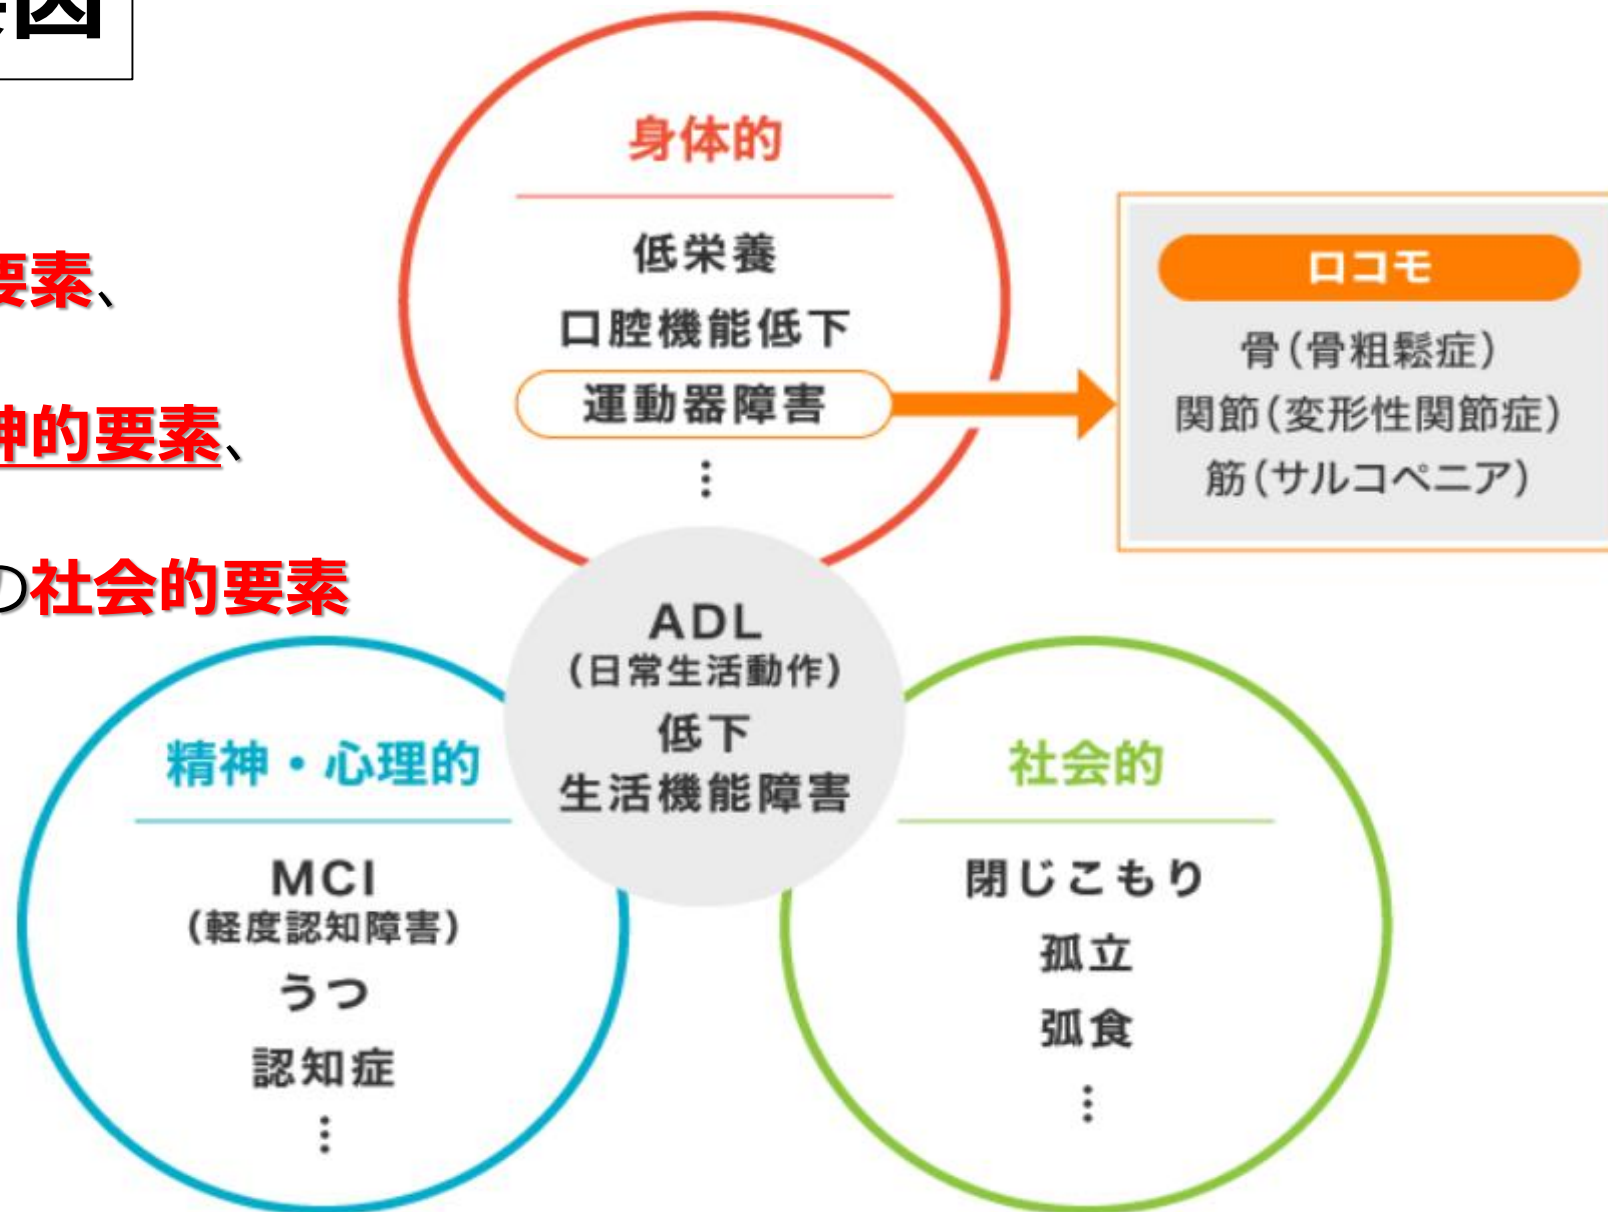 因
要素、
神的要素、
の社会的要素
身体的
低栄養
口腔機能低下
運動器障害
⋮
ロコモ
骨(骨粗鬆症)
関節(変形性関節症)
筋(サルコペニア)
ADL
(日常生活動作)
低下
生活機能障害
精神・心理的
MCI
(軽度認知障害)
うつ
認知症
⋮
社会的
閉じこもり
孤立
弧食
⋮